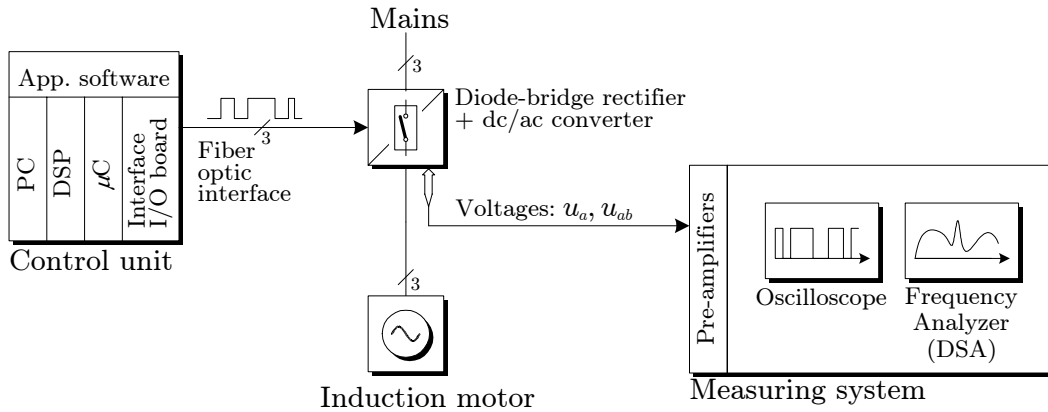 Mains
3
App. software
PC
DSP
μC
Interface
I/O board
Control unit
3
Fiber
optic
interface
Diode-bridge rectifier
+ dc/ac converter
Voltages: u_a, u_ab
3
Induction motor
Pre-amplifiers
Oscilloscope
Frequency
Analyzer
(DSA)
Measuring system